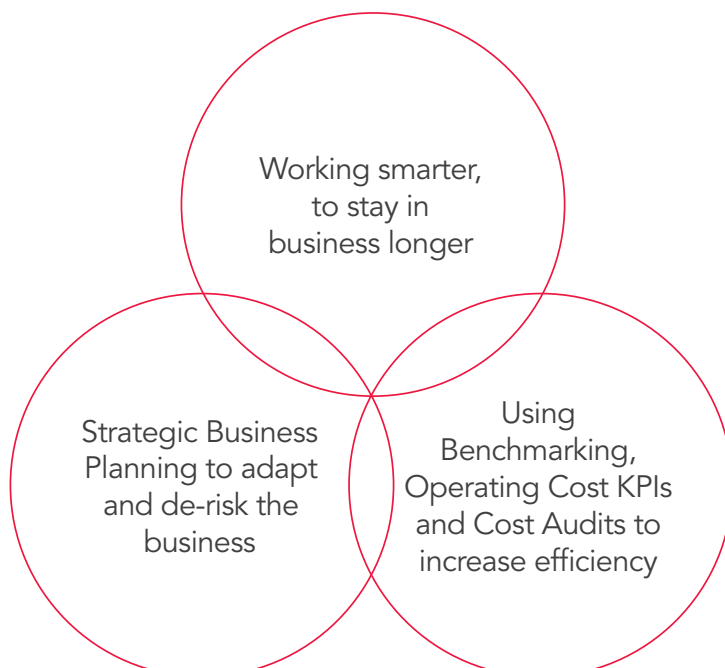 Working smarter,
to stay in
business longer
Strategic Business
Planning to adapt
and de-risk the
business
Using
Benchmarking,
Operating Cost KPIs
and Cost Audits to
increase efficiency